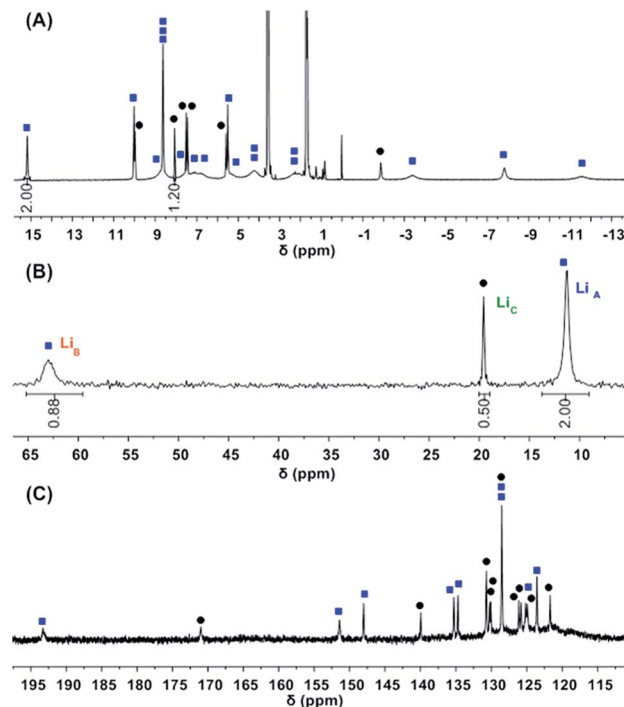 (A)
2.00
1.20
15 13 11 9 7 5 3 1 -1 -3 -5 -7 -9 -11 -13
δ (ppm)
(B)
Li_B
Li_C
Li_A
0.88
0.50
2.00
65 60 55 50 45 40 35 30 25 20 15 10
δ (ppm)
(C)
195 190 185 180 175 170 165 160 155 150 145 140 135 130 125 120 115
δ (ppm)